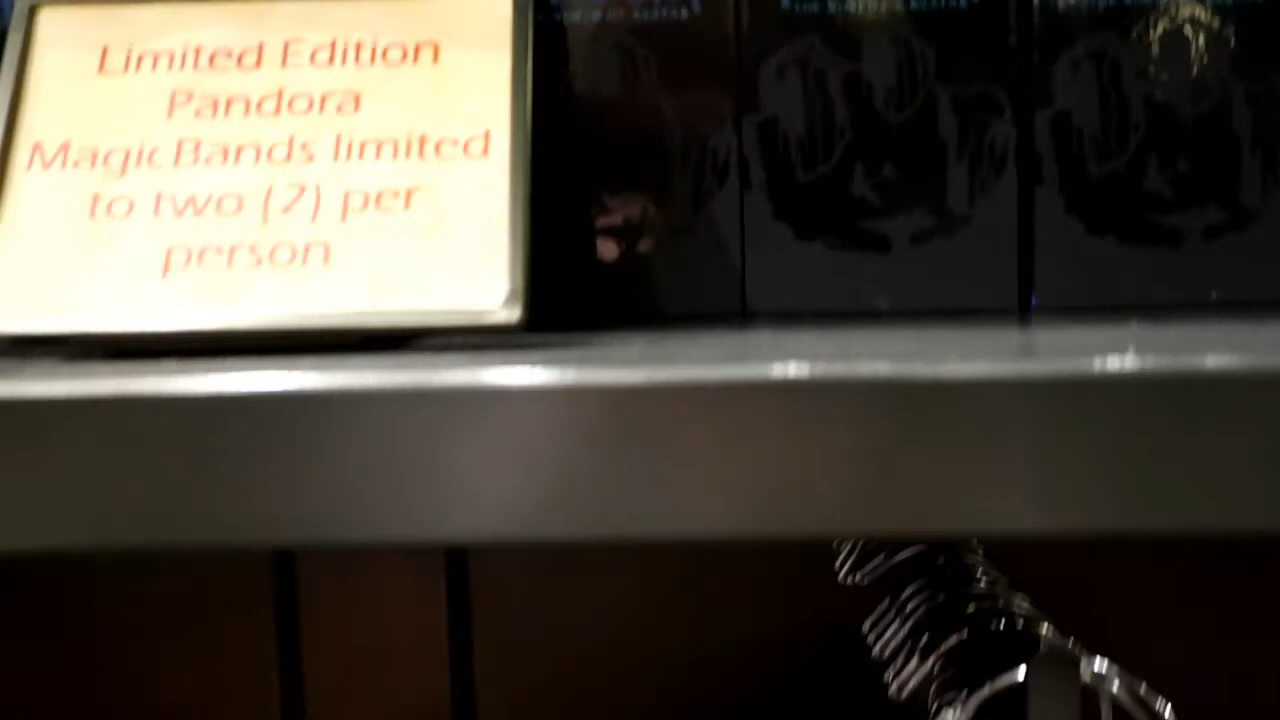 Limited Edition
Pandora
MagicBands limited
to two (2) per
person